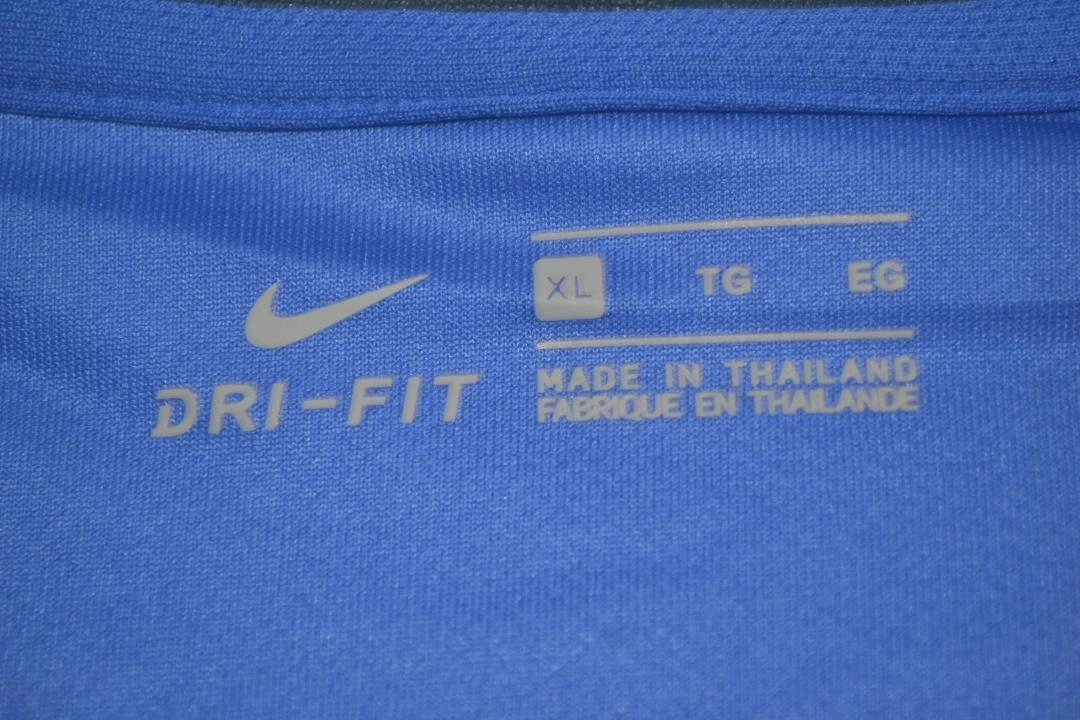 DRI-FIT
XL TG EG
MADE IN THAILAND
FABRIQUE EN THAILANDE